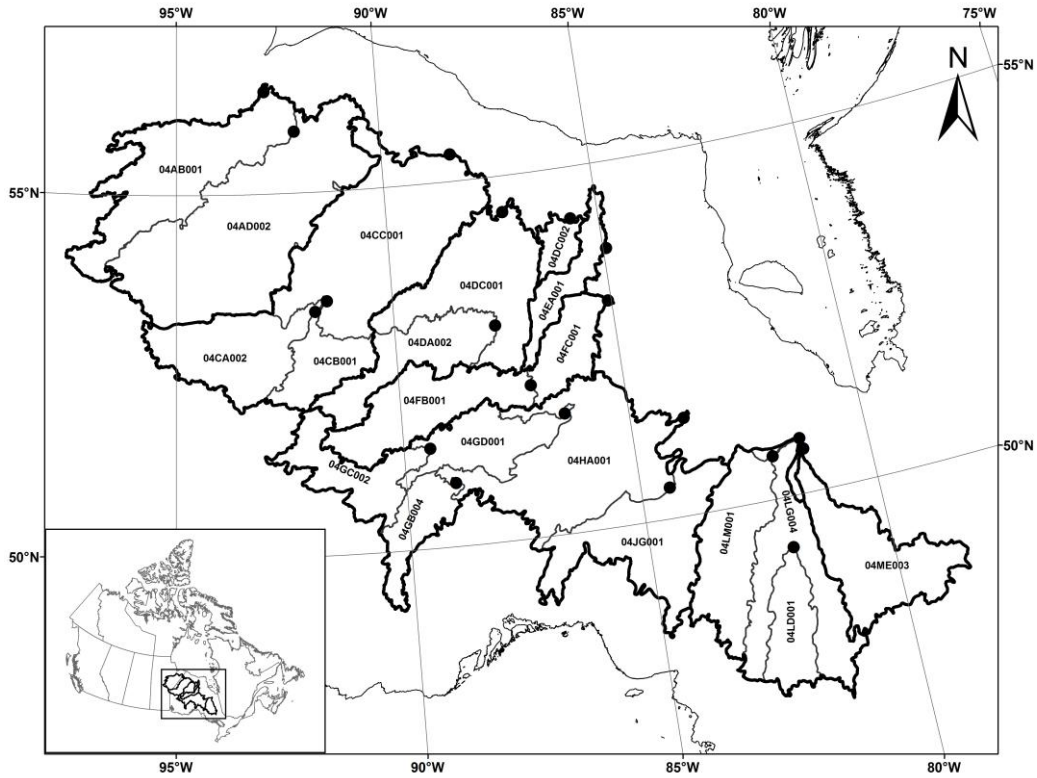 95°W
90°W
85°W
80°W
75°W
55°N
N
04AB001
55°N
04AD002
04CC001
04DC002
04DC001
04EA001
04DA002
04FC001
04CA002
04CB001
04FB001
04GD001
04HA001
04GC002
50°N
04GB004
04LG004
04LM001
04JG001
50°N
04ME003
04LD001
95°W
90°W
85°W
80°W